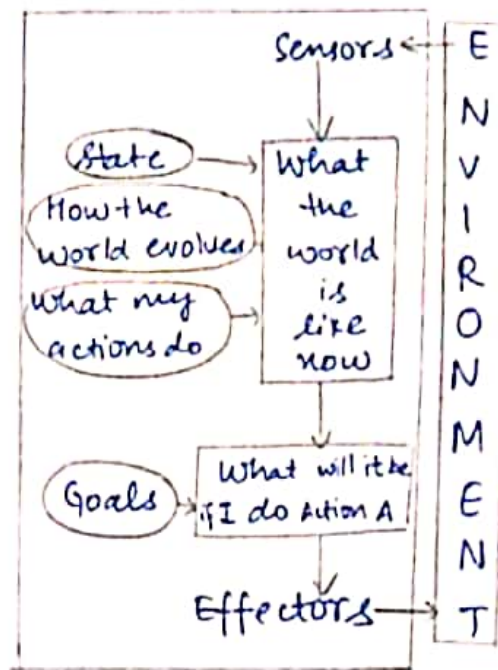 Sensors
State
How the
world evolves
What my
actions do
What
the
world
is
like
now
Goals
What will it be
if I do Action A
Effectors
E
N
V
I
R
O
N
M
E
N
T